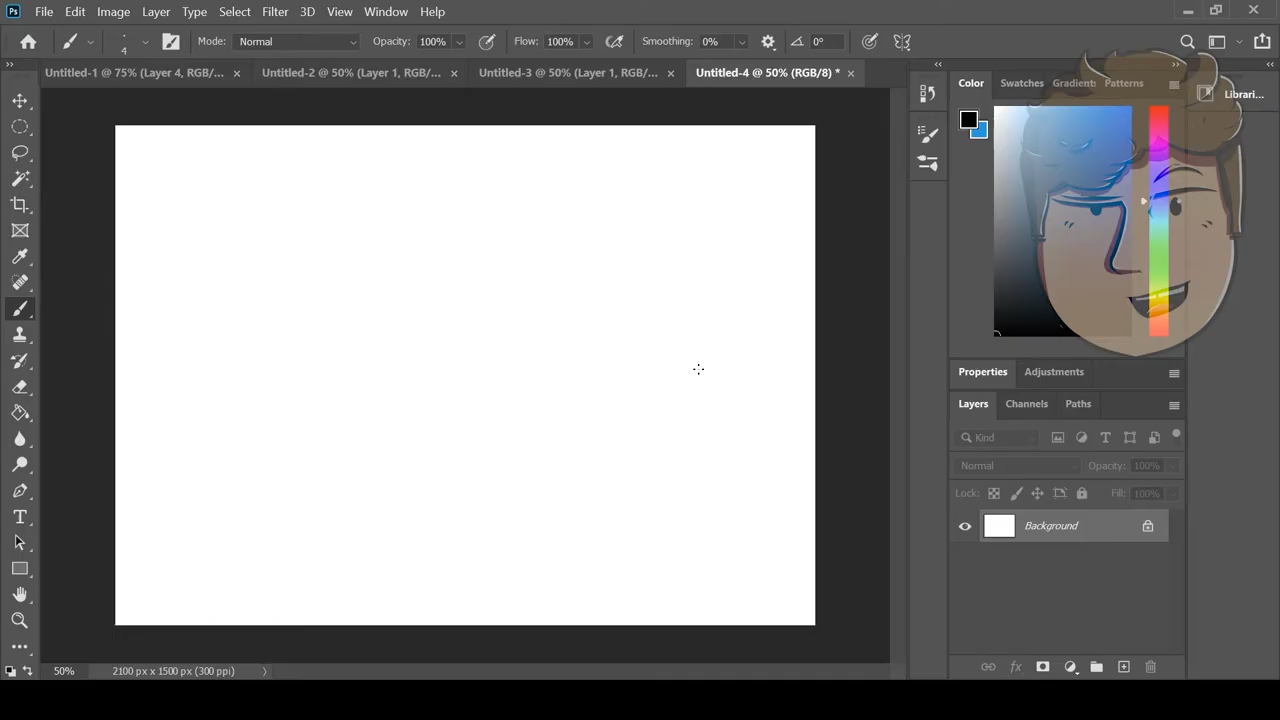 Ps File Edit Image Layer Type Select Filter 3D View Window Help
4 Mode: Normal Opacity: 100% Flow: 100% Smoothing: 0% 0°
Untitled-1 @ 75% (Layer 4, RGB/... × Untitled-2 @ 50% (Layer 1, RGB/... × Untitled-3 @ 50% (Layer 1, RGB/... × Untitled-4 @ 50% (RGB/8) * ×
Color Swatches Gradient Patterns
Librari...
Properties Adjustments
Layers Channels Paths
Kind
Normal Opacity: 100%
Lock: Fill: 100%
Background
50% 2100 px x 1500 px (300 ppi)